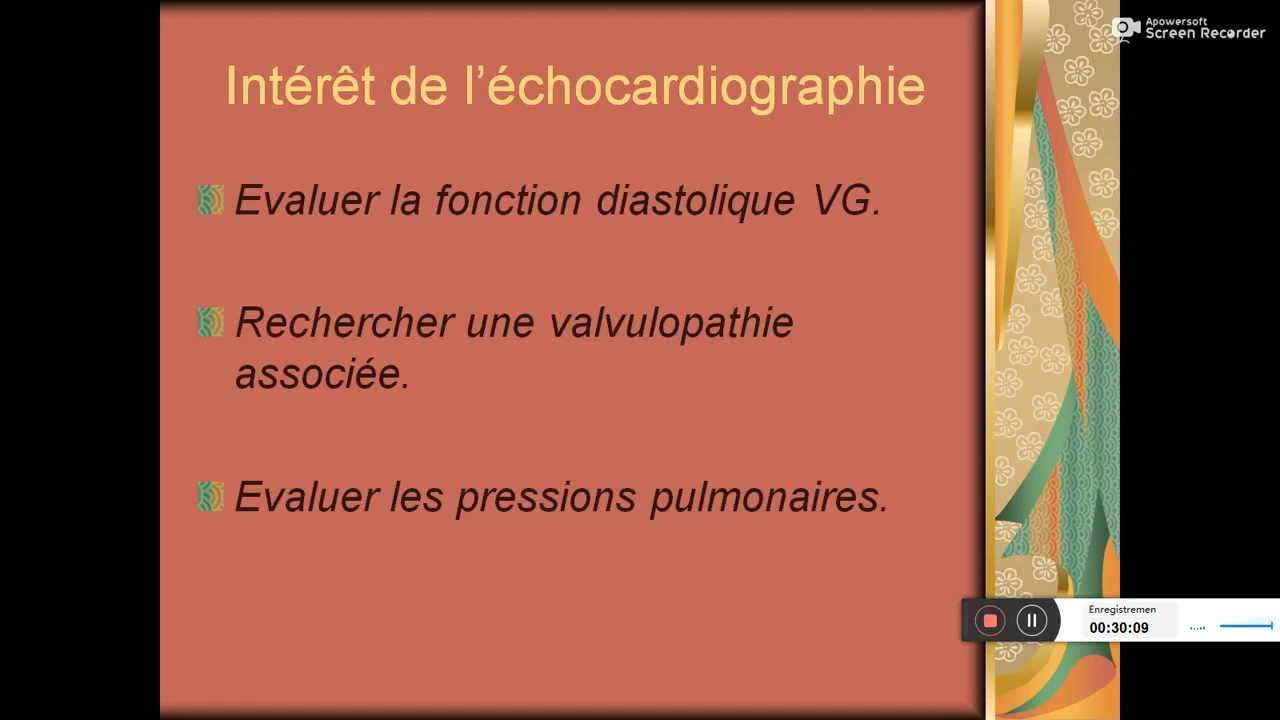 Apowersoft
Screen Recorder
Intérêt de l’échocardiographie
Evaluer la fonction diastolique VG.
Rechercher une valvulopathie
associée.
Evaluer les pressions pulmonaires.
Enregistremen
00:30:09